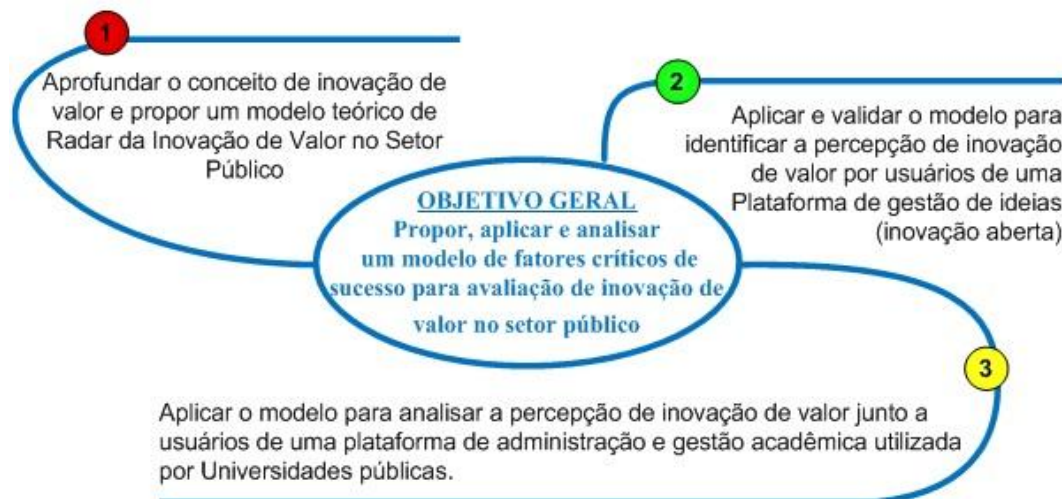 1
Aprofundar o conceito de inovação de
valor e propor um modelo teórico de
Radar da Inovação de Valor no Setor
Público
2
Aplicar e validar o modelo para
identificar a percepção de inovação
de valor por usuários de uma
Plataforma de gestão de ideias
(inovação aberta)
OBJETIVO GERAL
Propor, aplicar e analisar
um modelo de fatores críticos de
sucesso para avaliação de inovação de
valor no setor público
3
Aplicar o modelo para analisar a percepção de inovação de valor junto a
usuários de uma plataforma de administração e gestão acadêmica utilizada
por Universidades públicas.